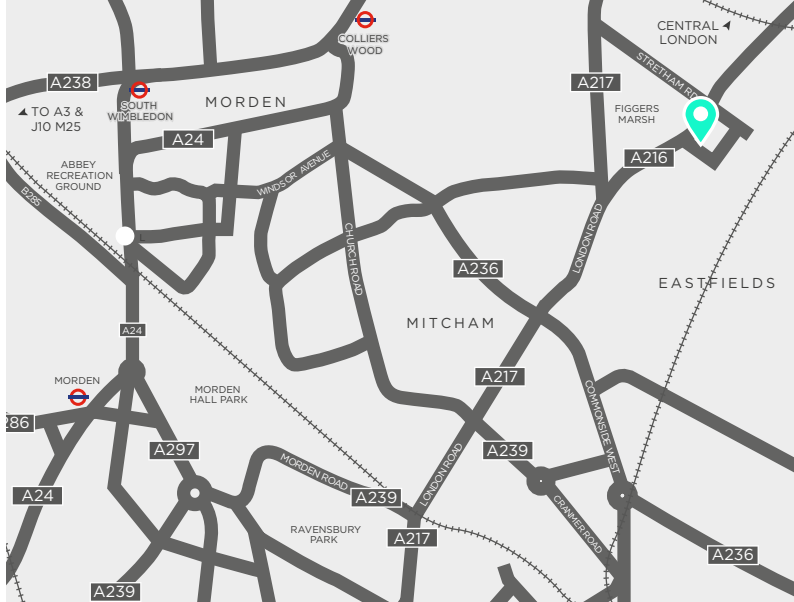 CENTRAL
LONDON
COLLIERS
WOOD
STRETHAM RD
A238
A217
SOUTH
WIMBLEDON
MORDEN
TO A3 &
J10 M25
FIGGERS
MARSH
A24
A216
ABBEY
RECREATION
GROUND
WINDSOR AVENUE
B285
CHURCH ROAD
LONDON ROAD
A236
EASTFIELDS
A24
MITCHAM
MORDEN
A217
MORDEN
HALL PARK
COMMONSIDE WEST
286
A297
A239
LONDON ROAD
MORDEN ROAD
A24
A239
CRANMER ROAD
RAVENSBURY
PARK
A217
A236
A239